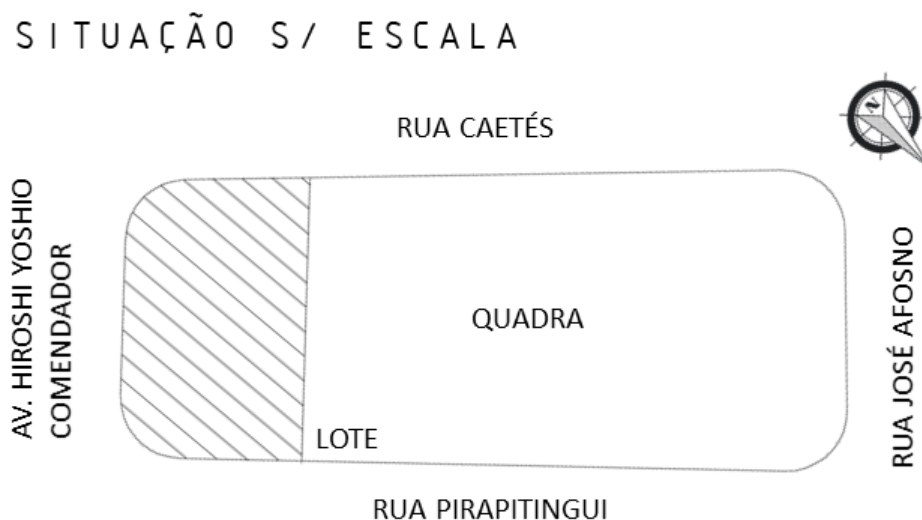 SITUAÇÃO S/ ESCALA
RUA CAETÉS
N
AV. HIROSHI YOSHIO
COMENDADOR
QUADRA
RUA JOSÉ AFOSNO
LOTE
RUA PIRAPITINGUI